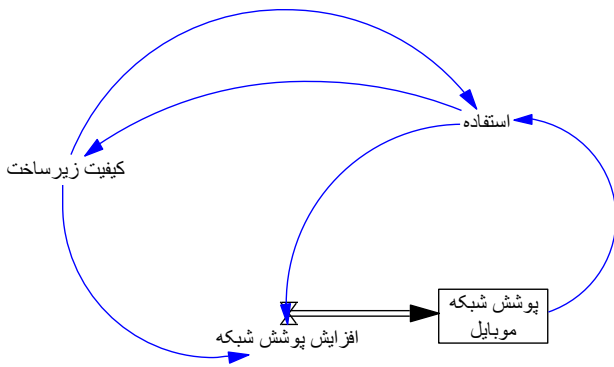 استفاده
کیفیت زیرساخت
پوشش شبکه
موبایل
افزایش پوشش شبکه